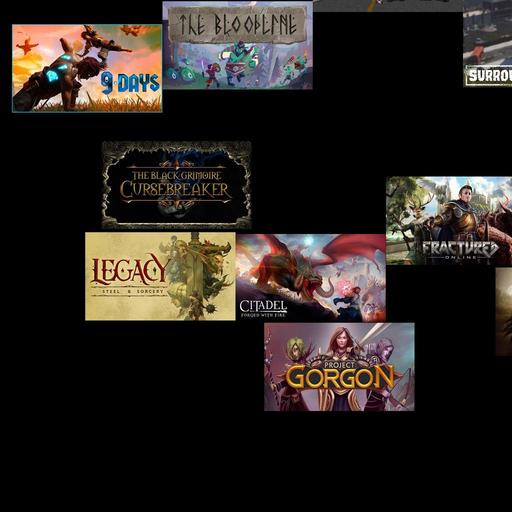 THE BLOODLINE
9 DAYS
SURROU
THE BLACK GRIMOIRE
CURSEBREAKER
FRACTURED
ONLINE
LEGACY
STEEL & SORCERY
CITADEL
FORGED WITH FIRE
PROJECT
GORGON